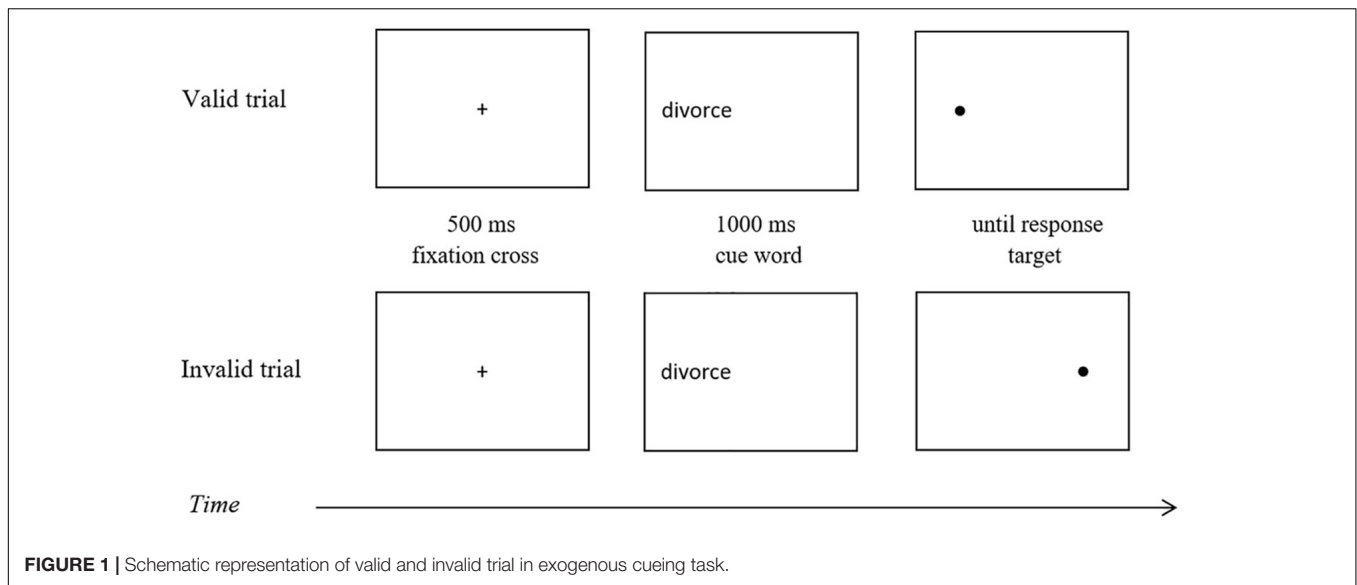 Valid trial
+
divorce
500 ms
fixation cross
1000 ms
cue word
until response
target
Invalid trial
+
divorce
Time
FIGURE 1 | Schematic representation of valid and invalid trial in exogenous cueing task.